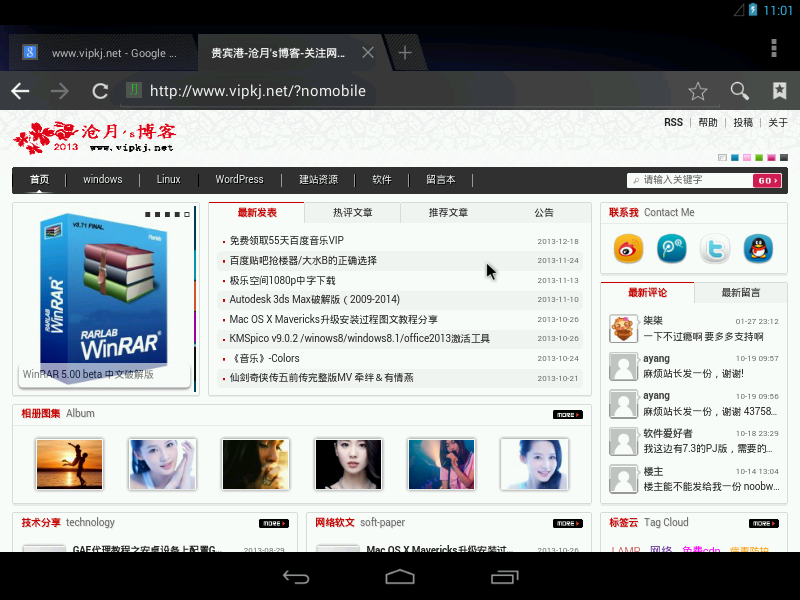 11:01
www.vipkj.net - Google ...
贵宾港-沧月's博客-关注网...
http://www.vipkj.net/?nomobile
沧月's博客
2013 www.vipkj.net
RSS | 帮助 | 投稿 | 关于
首页 windows Linux WordPress 建站资源 软件 留言本
请输入关键字 GO
v3.71 FINAL
WinRAR
RARLAB
RARLAB
WinRAR
WinRAR 5.00 beta 中文破解版
最新发表 热评文章 推荐文章 公告
免费领取55天百度音乐VIP 2013-12-18
百度贴吧抢楼器/大水B的正确选择 2013-11-24
极乐空间1080p中字下载 2013-11-13
Autodesk 3ds Max破解版（2009-2014) 2013-11-10
Mac OS X Mavericks升级安装过程图文教程分享 2013-10-26
KMSpico v9.0.2 /winows8/windows8.1/office2013激活工具 2013-10-26
《音乐》-Colors 2013-10-24
仙剑奇侠传五前传完整版MV 牵绊＆有情燕 2013-10-21
联系我 Contact Me
最新评论 最新留言
柒柒 01-27 23:12
一下不过瘾啊 要多多支持啊
ayang 10-19 09:57
麻烦站长发一份，谢谢!
ayang 10-19 09:56
麻烦站长发一份，谢谢 43758...
软件爱好者 10-18 23:29
我这边有7.3的PJ版，需要的...
楼主 10-14 13:04
楼主能不能发给我一份 noobw...
相册图集 Album MORE
技术分享 technology MORE
网络软文 soft-paper MORE
标签云 Tag Cloud MORE
GAE代理教程之安卓设备上配置G... 2013-08-29
Mac OS X Mavericks升级安装过... 2013-10-26
LAMP 网络 免费cdn 病毒防护